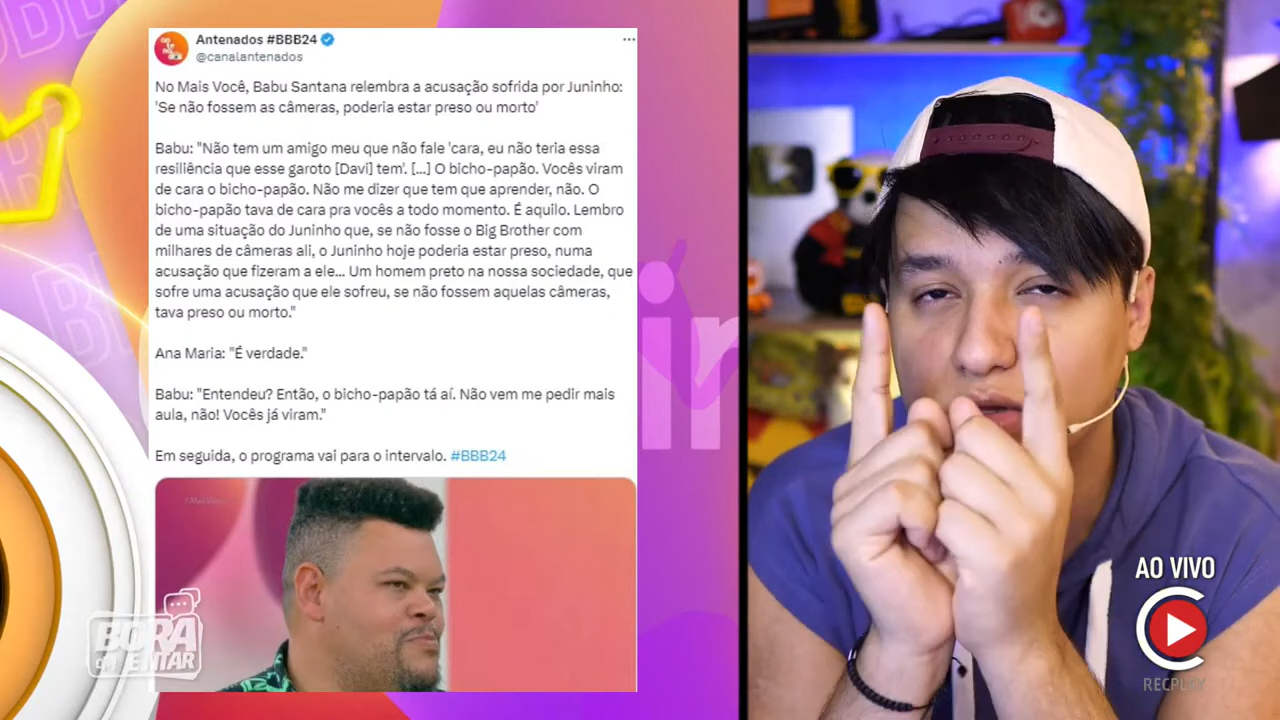 Antenados #BBB24
@canalantenados
No Mais Você, Babu Santana relembra a acusação sofrida por Juninho:
'Se não fossem as câmeras, poderia estar preso ou morto'
Babu: "Não tem um amigo meu que não fale 'cara, eu não teria essa
resiliência que esse garoto [Davi] tem'. [...] O bicho-papão. Vocês viram
de cara o bicho-papão. Não me dizer que tem que aprender, não. O
bicho-papão tava de cara pra vocês a todo momento. É aquilo. Lembro
de uma situação do Juninho que, se não fosse o Big Brother com
milhares de câmeras ali, o Juninho hoje poderia estar preso, numa
acusação que fizeram a ele... Um homem preto na nossa sociedade, que
sofre uma acusação que ele sofreu, se não fossem aquelas câmeras,
tava preso ou morto."
Ana Maria: "É verdade."
Babu: "Entendeu? Então, o bicho-papão tá aí. Não vem me pedir mais
aula, não! Vocês já viram."
Em seguida, o programa vai para o intervalo. #BBB24
BORA
COMENTAR
AO VIVO
RECPLAY